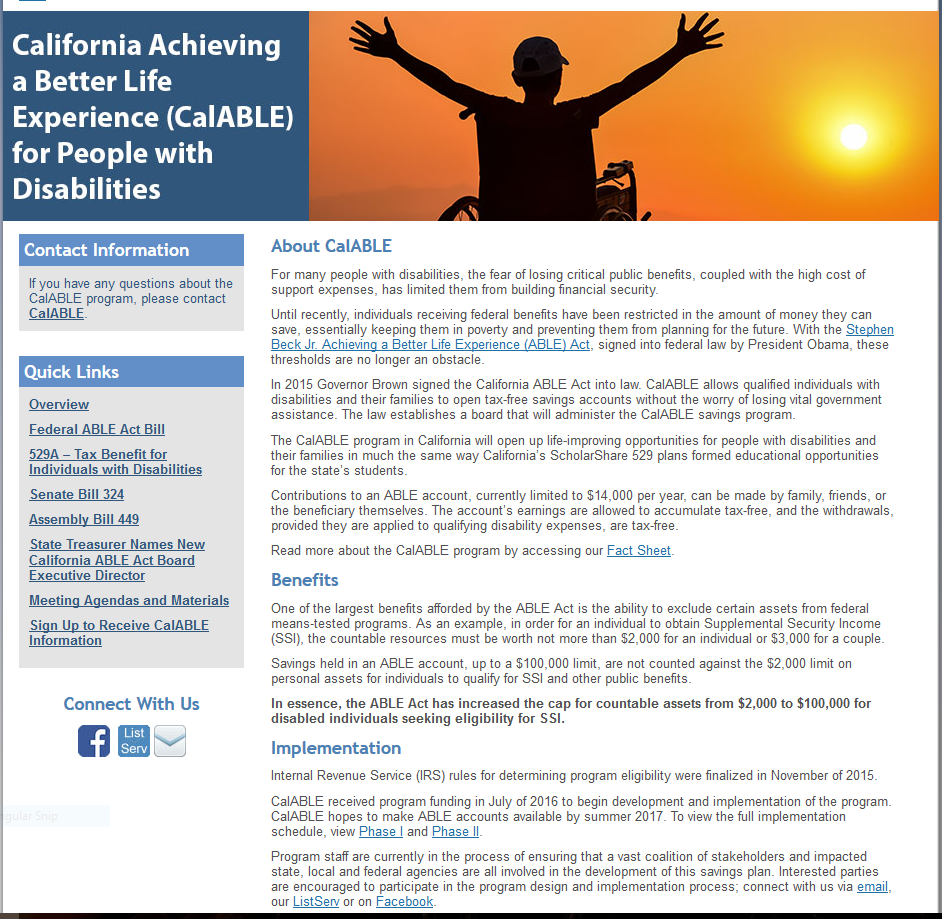 California Achieving
a Better Life
Experience (CalABLE)
for People with
Disabilities
Contact Information
If you have any questions about the
CalABLE program, please contact
CalABLE.
Quick Links
Overview
Federal ABLE Act Bill
529A – Tax Benefit for
Individuals with Disabilities
Senate Bill 324
Assembly Bill 449
State Treasurer Names New
California ABLE Act Board
Executive Director
Meeting Agendas and Materials
Sign Up to Receive CalABLE
Information
Connect With Us
List
Serv
gular Snip
About CalABLE
For many people with disabilities, the fear of losing critical public benefits, coupled with the high cost of
support expenses, has limited them from building financial security.
Until recently, individuals receiving federal benefits have been restricted in the amount of money they can
save, essentially keeping them in poverty and preventing them from planning for the future. With the Stephen
Beck Jr. Achieving a Better Life Experience (ABLE) Act, signed into federal law by President Obama, these
thresholds are no longer an obstacle.
In 2015 Governor Brown signed the California ABLE Act into law. CalABLE allows qualified individuals with
disabilities and their families to open tax-free savings accounts without the worry of losing vital government
assistance. The law establishes a board that will administer the CalABLE savings program.
The CalABLE program in California will open up life-improving opportunities for people with disabilities and
their families in much the same way California's ScholarShare 529 plans formed educational opportunities
for the state's students.
Contributions to an ABLE account, currently limited to $14,000 per year, can be made by family, friends, or
the beneficiary themselves. The account's earnings are allowed to accumulate tax-free, and the withdrawals,
provided they are applied to qualifying disability expenses, are tax-free.
Read more about the CalABLE program by accessing our Fact Sheet.
Benefits
One of the largest benefits afforded by the ABLE Act is the ability to exclude certain assets from federal
means-tested programs. As an example, in order for an individual to obtain Supplemental Security Income
(SSI), the countable resources must be worth not more than $2,000 for an individual or $3,000 for a couple.
Savings held in an ABLE account, up to a $100,000 limit, are not counted against the $2,000 limit on
personal assets for individuals to qualify for SSI and other public benefits.
In essence, the ABLE Act has increased the cap for countable assets from $2,000 to $100,000 for
disabled individuals seeking eligibility for SSI.
Implementation
Internal Revenue Service (IRS) rules for determining program eligibility were finalized in November of 2015.
CalABLE received program funding in July of 2016 to begin development and implementation of the program.
CalABLE hopes to make ABLE accounts available by summer 2017. To view the full implementation
schedule, view Phase I and Phase II.
Program staff are currently in the process of ensuring that a vast coalition of stakeholders and impacted
state, local and federal agencies are all involved in the development of this savings plan. Interested parties
are encouraged to participate in the program design and implementation process; connect with us via email,
our ListServ or on Facebook.